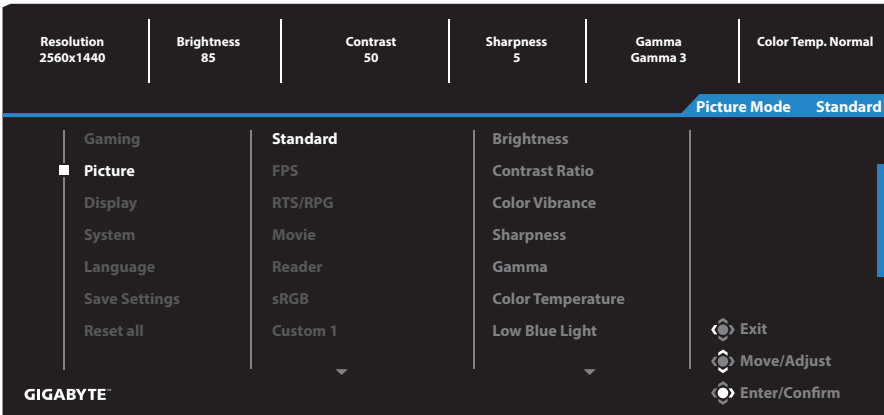 Resolution
2560x1440
Brightness
85
Contrast
50
Sharpness
5
Gamma
Gamma 3
Color Temp. Normal
Picture Mode Standard
Gaming
Picture
Display
System
Language
Save Settings
Reset all
Standard
FPS
RTS/RPG
Movie
Reader
sRGB
Custom 1
Brightness
Contrast Ratio
Color Vibrance
Sharpness
Gamma
Color Temperature
Low Blue Light
Exit
Move/Adjust
Enter/Confirm
GIGABYTE™